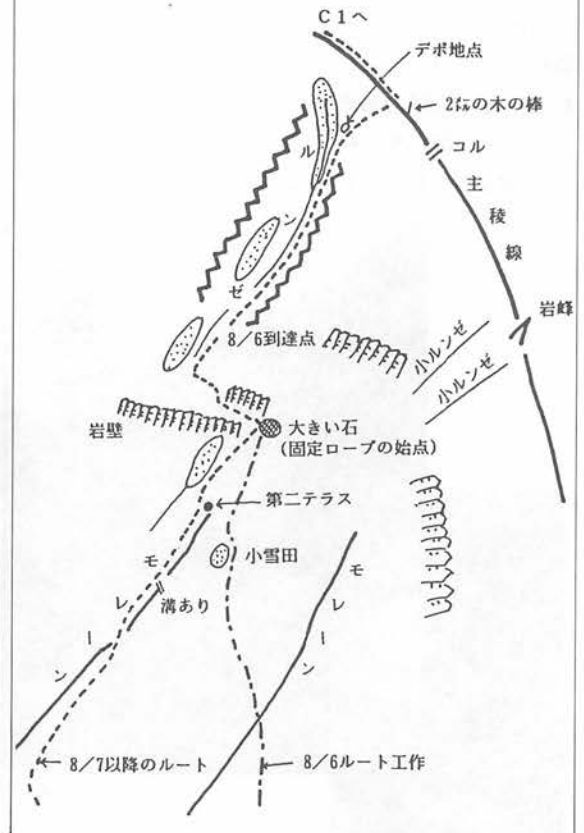 C1へ
デポ地点
2㍍の木の棒
コル
主稜線
ルンゼ
岩峰
8/6到達点
小ルンゼ
小ルンゼ
岩壁
大きい石
(固定ロープの始点)
第二テラス
小雪田
モレーン
溝あり
モレーン
8/7以降のルート
8/6ルート工作